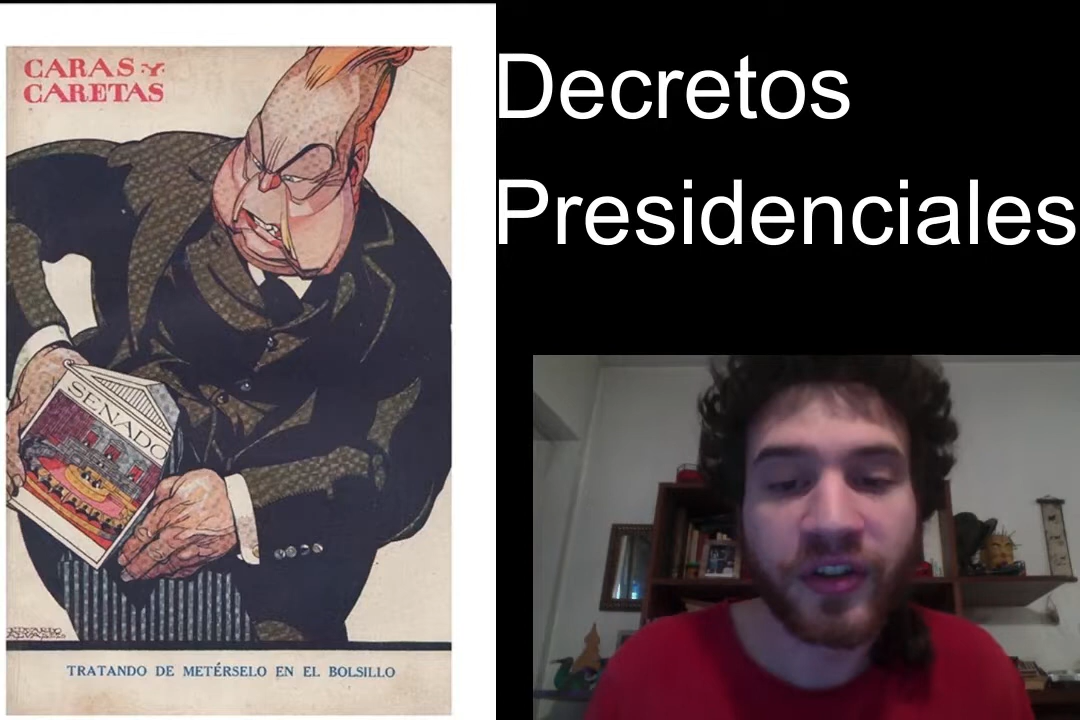 CARAS Y
CARETAS
SENADO
TRATANDO DE METÉRSELO EN EL BOLSILLO
Decretos
Presidenciales